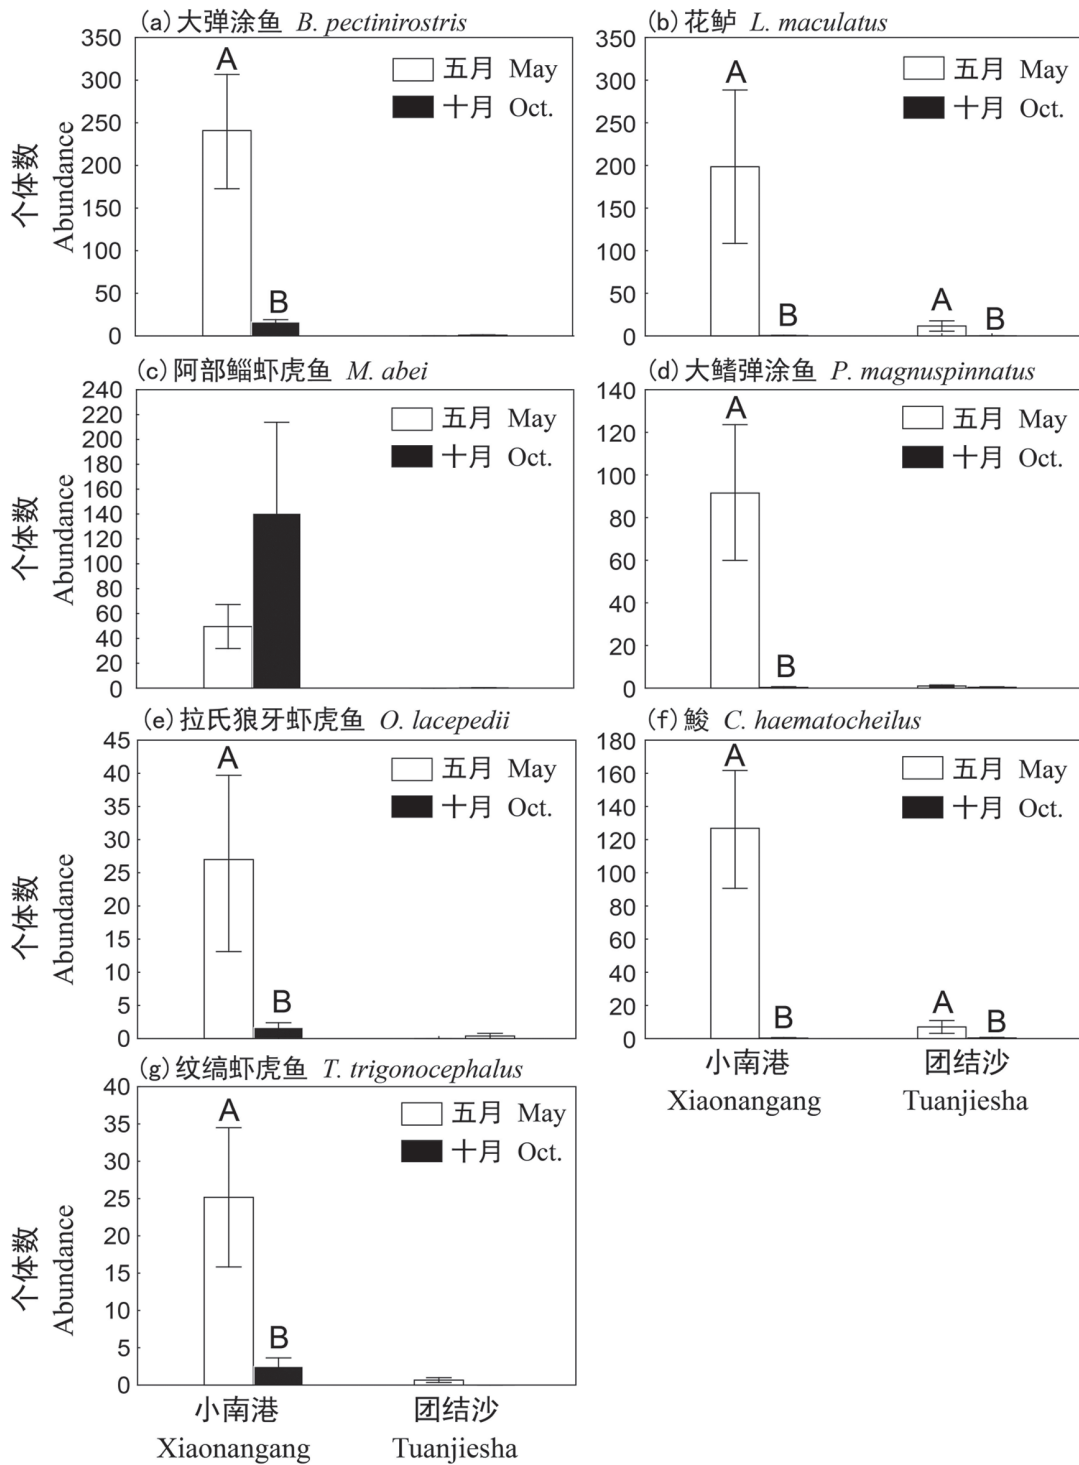 (a)大弹涂鱼 B. pectinirostris
350
300
250
200
150
100
50
0
个体数
Abundance
A
B
五月 May
十月 Oct.
(b)花鲈 L. maculatus
350
300
250
200
150
100
50
0
A
B
A
B
五月 May
十月 Oct.
(c)阿部鲻虾虎鱼 M. abei
240
220
200
180
160
140
120
100
80
60
40
20
0
个体数
Abundance
五月 May
十月 Oct.
(d)大鳍弹涂鱼 P. magnuspinnatus
140
120
100
80
60
40
20
0
A
B
五月 May
十月 Oct.
(e)拉氏狼牙虾虎鱼 O. lacepedii
45
40
35
30
25
20
15
10
5
0
个体数
Abundance
A
B
五月 May
十月 Oct.
(f)鮻 C. haematocheilus
180
160
140
120
100
80
60
40
20
0
A
B
A
B
五月 May
十月 Oct.
小南港 团结沙
Xiaonangang Tuanjiesha
(g)纹缟虾虎鱼 T. trigonocephalus
40
35
30
25
20
15
10
5
0
个体数
Abundance
A
B
五月 May
十月 Oct.
小南港 团结沙
Xiaonangang Tuanjiesha